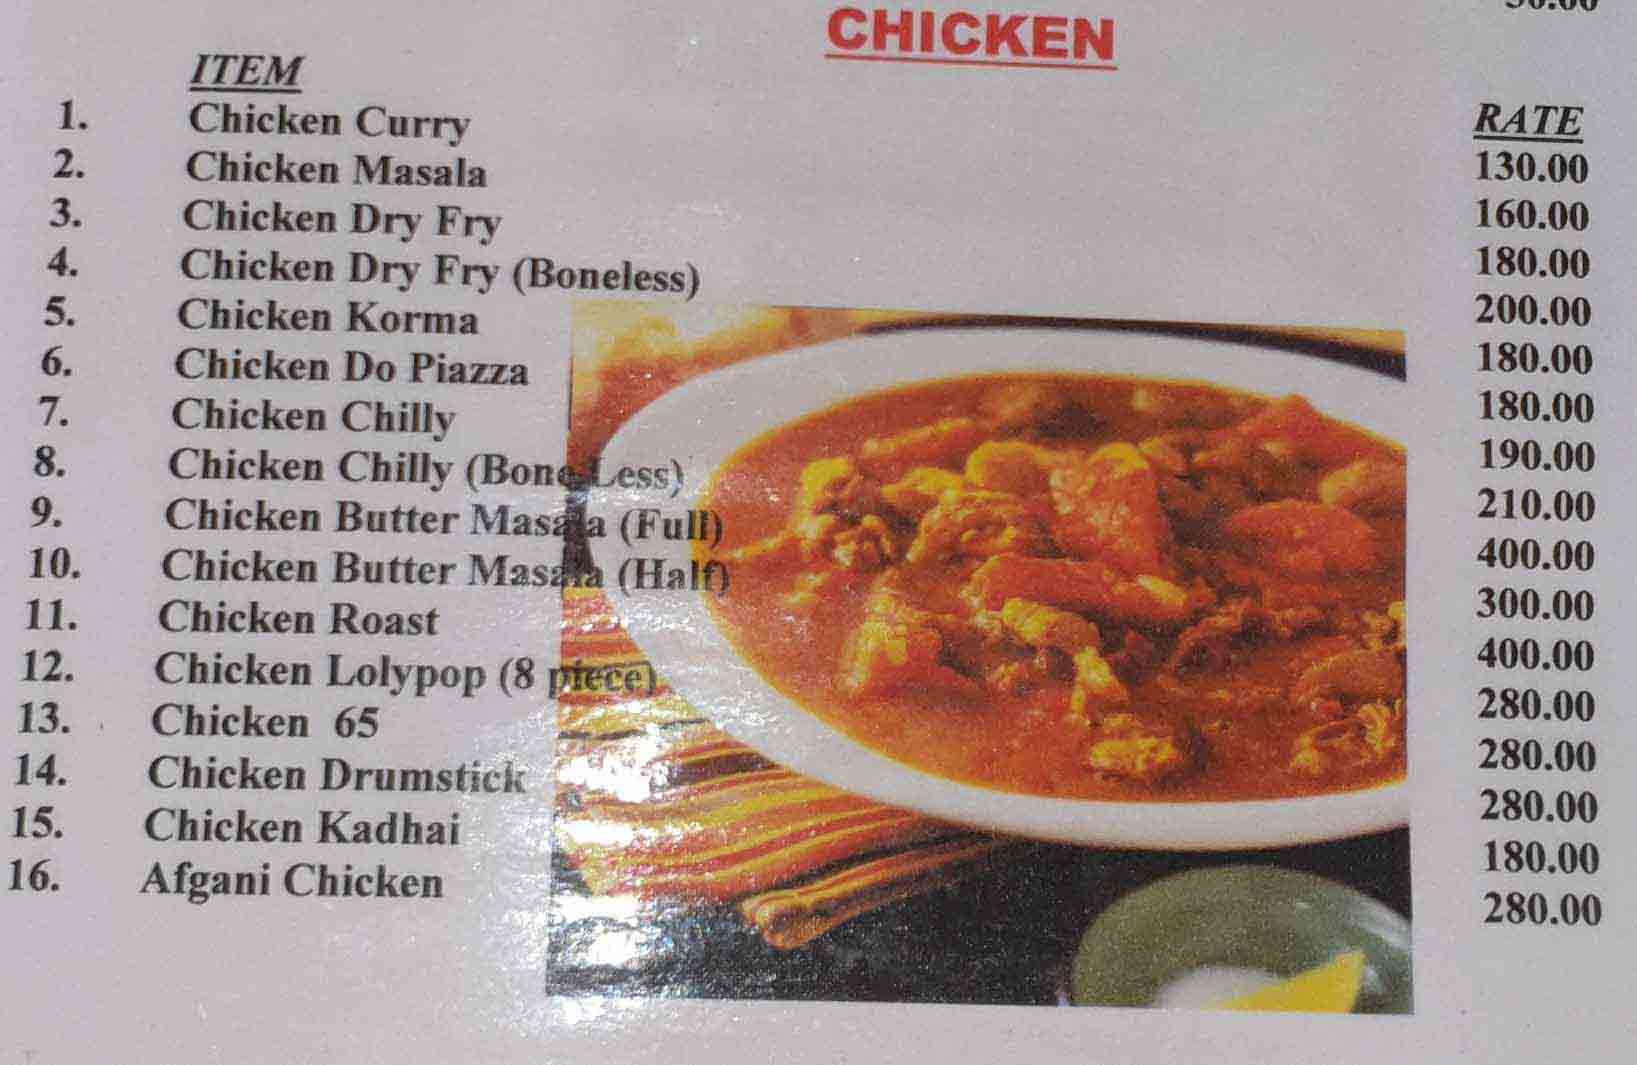 CHICKEN
ITEM RATE
1. Chicken Curry 130.00
2. Chicken Masala 160.00
3. Chicken Dry Fry 180.00
4. Chicken Dry Fry (Boneless) 200.00
5. Chicken Korma 180.00
6. Chicken Do Piazza 180.00
7. Chicken Chilly 190.00
8. Chicken Chilly (Bone Less) 210.00
9. Chicken Butter Masala (Full) 400.00
10. Chicken Butter Masala (Half) 300.00
11. Chicken Roast 400.00
12. Chicken Lolypop (8 piece) 280.00
13. Chicken 65 280.00
14. Chicken Drumstick 280.00
15. Chicken Kadhai 180.00
16. Afgani Chicken 280.00